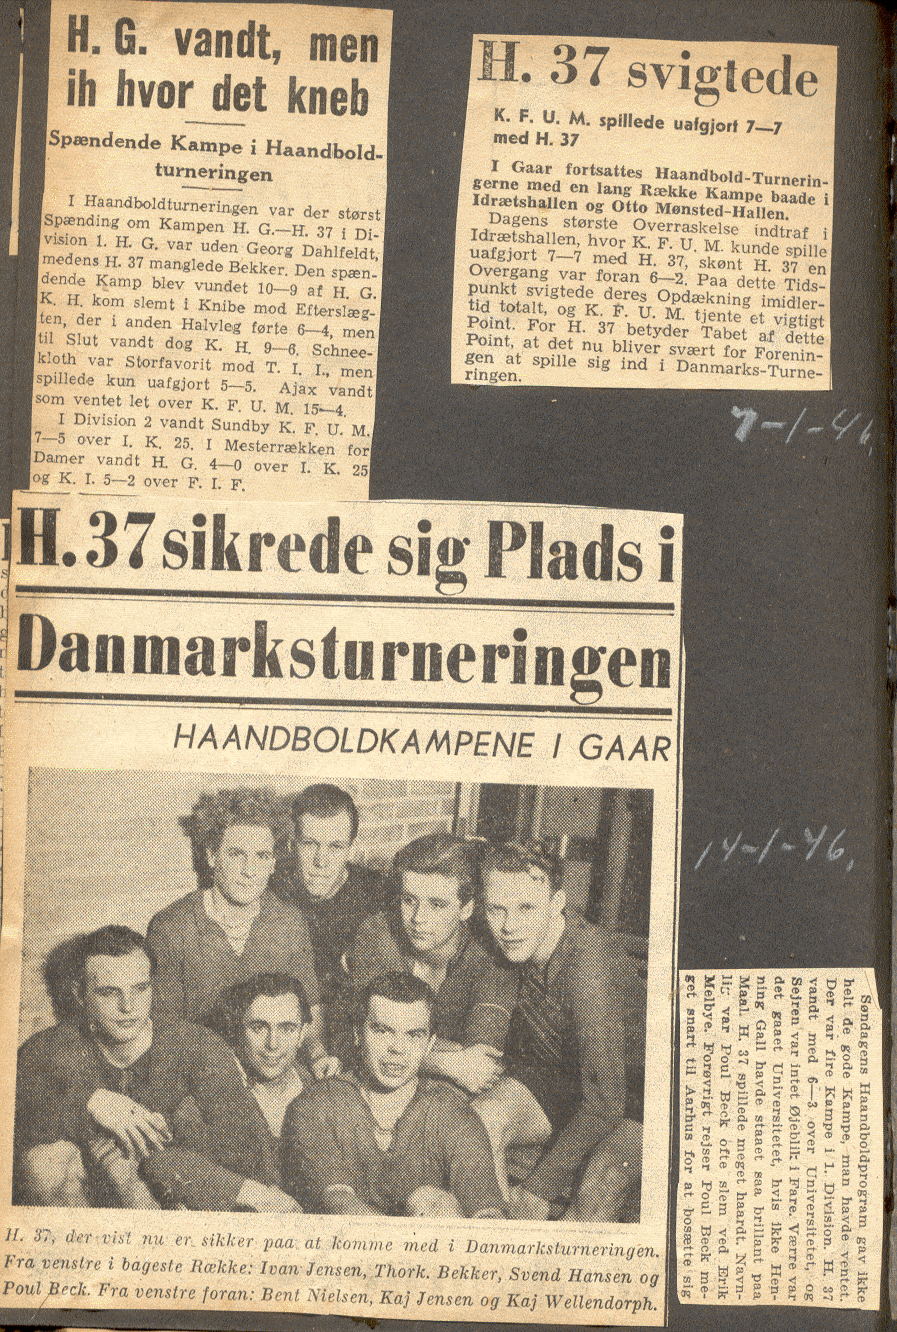 H. G. vandt, men
ih hvor det kneb
Spændende Kampe i Haandbold-
turneringen
I Haandboldturneringen var der størst
Spænding om Kampen H. G.—H. 37 i Di-
vision 1. H. G. var uden Georg Dahlfeldt,
medens H. 37 manglede Bekker. Den spæn-
dende Kamp blev vundet 10—9 af H. G.
K. H. kom slemt i Knibe mod Efterslæg-
ten, der i anden Halvleg førte 6—4, men
til Slut vandt dog K. H. 9—6. Schnee-
kloth var Storfavorit mod T. I. I., men
spillede kun uafgjort 5—5. Ajax vandt
som ventet let over K. F. U. M. 15—4.
I Division 2 vandt Sundby K. F. U. M.
7—5 over I. K. 25. I Mesterrækken for
Damer vandt H. G. 4—0 over I. K. 25
og K. I. 5—2 over F. I. F.
H. 37 svigtede
K. F. U. M. spillede uafgjort 7—7
med H. 37
I Gaar fortsattes Haandbold-Turnerin-
gerne med en lang Række Kampe baade i
Idrætshallen og Otto Mønsted-Hallen.
Dagens største Overraskelse indtraf i
Idrætshallen, hvor K. F. U. M. kunde spille
uafgjort 7—7 med H. 37, skønt H. 37 en
Overgang var foran 6—2. Paa dette Tids-
punkt svigtede deres Opdækning imidler-
tid totalt, og K. F. U. M. tjente et vigtigt
Point. For H. 37 betyder Tabet af dette
Point, at det nu bliver svært for Forenin-
gen at spille sig ind i Danmarks-Turne-
ringen.
7-1-46
H. 37 sikrede sig Plads i
Danmarksturneringen
HAANDBOLDKAMPENE I GAAR
14-1-46.
H. 37, der vist nu er sikker paa at komme med i Danmarksturneringen.
Fra venstre i bageste Række: Ivan Jensen, Thork. Bekker, Svend Hansen og
Poul Beck. Fra venstre foran: Bent Nielsen, Kaj Jensen og Kaj Wellendorph.
Søndagens Haandboldprogram gav ikke
helt de gode Kampe, man havde ventet.
Der var fire Kampe i 1. Division. H. 37
vandt med 6—3 over Universitetet, og
Sejren var intet Øjeblik i Fare. Værre var
det gaaet Universitetet, hvis ikke Hen-
ning Gall havde staaet saa brillant paa
Maal. H. 37 spillede meget haardt. Navn-
lig var Poul Beck ofte slem ved Erik
Melbye. Forøvrigt rejser Poul Beck me-
get snart til Aarhus for at bosætte sig